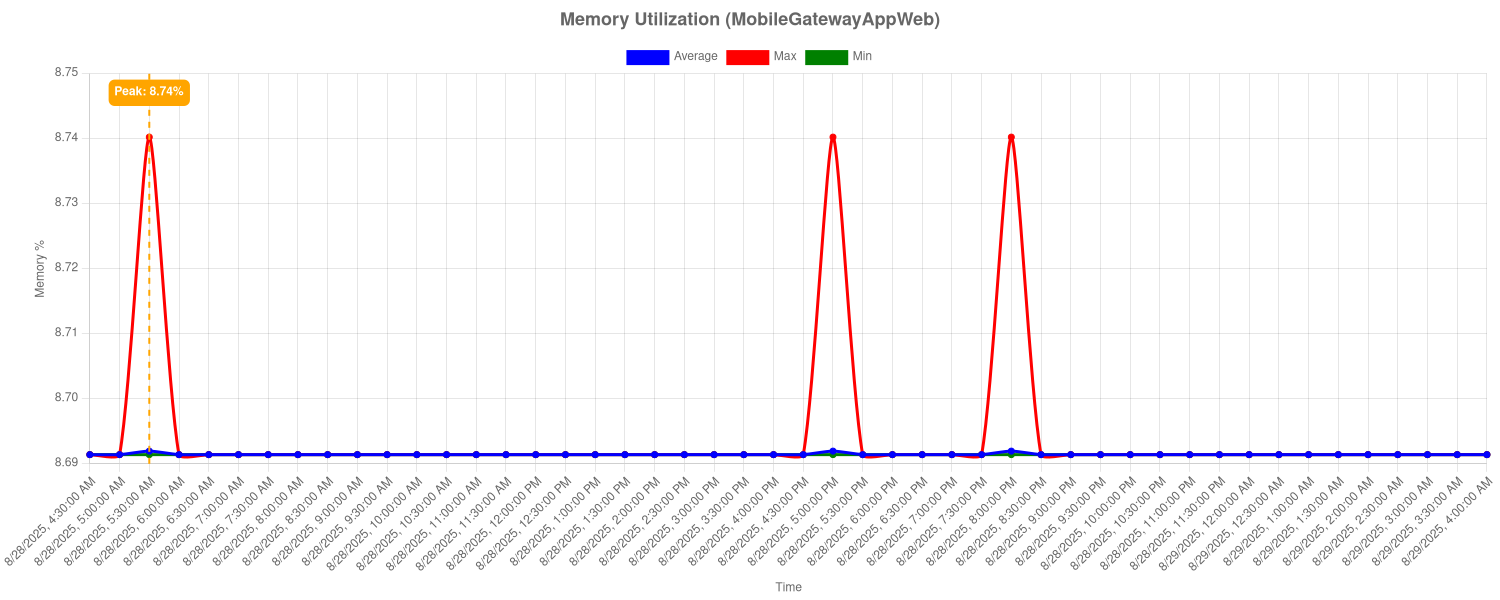 Memory Utilization (MobileGatewayAppWeb)
Average Max Min
8.75
Peak: 8.74%
8.74
8.73
8.72
Memory %
8.71
8.70
8.69
8/28/2025, 4:30:00 AM
8/28/2025, 5:00:00 AM
8/28/2025, 5:30:00 AM
8/28/2025, 6:00:00 AM
8/28/2025, 6:30:00 AM
8/28/2025, 7:00:00 AM
8/28/2025, 7:30:00 AM
8/28/2025, 8:00:00 AM
8/28/2025, 8:30:00 AM
8/28/2025, 9:00:00 AM
8/28/2025, 9:30:00 AM
8/28/2025, 10:00:00 AM
8/28/2025, 10:30:00 AM
8/28/2025, 11:00:00 AM
8/28/2025, 11:30:00 AM
8/28/2025, 12:00:00 PM
8/28/2025, 12:30:00 PM
8/28/2025, 1:00:00 PM
8/28/2025, 1:30:00 PM
8/28/2025, 2:00:00 PM
8/28/2025, 2:30:00 PM
8/28/2025, 3:00:00 PM
8/28/2025, 3:30:00 PM
8/28/2025, 4:00:00 PM
8/28/2025, 4:30:00 PM
8/28/2025, 5:00:00 PM
8/28/2025, 5:30:00 PM
8/28/2025, 6:00:00 PM
8/28/2025, 6:30:00 PM
8/28/2025, 7:00:00 PM
8/28/2025, 7:30:00 PM
8/28/2025, 8:00:00 PM
8/28/2025, 8:30:00 PM
8/28/2025, 9:00:00 PM
8/28/2025, 9:30:00 PM
8/28/2025, 10:00:00 PM
8/28/2025, 10:30:00 PM
8/28/2025, 11:00:00 PM
8/28/2025, 11:30:00 PM
8/29/2025, 12:00:00 AM
8/29/2025, 12:30:00 AM
8/29/2025, 1:00:00 AM
8/29/2025, 1:30:00 AM
8/29/2025, 2:00:00 AM
8/29/2025, 2:30:00 AM
8/29/2025, 3:00:00 AM
8/29/2025, 3:30:00 AM
8/29/2025, 4:00:00 AM
Time